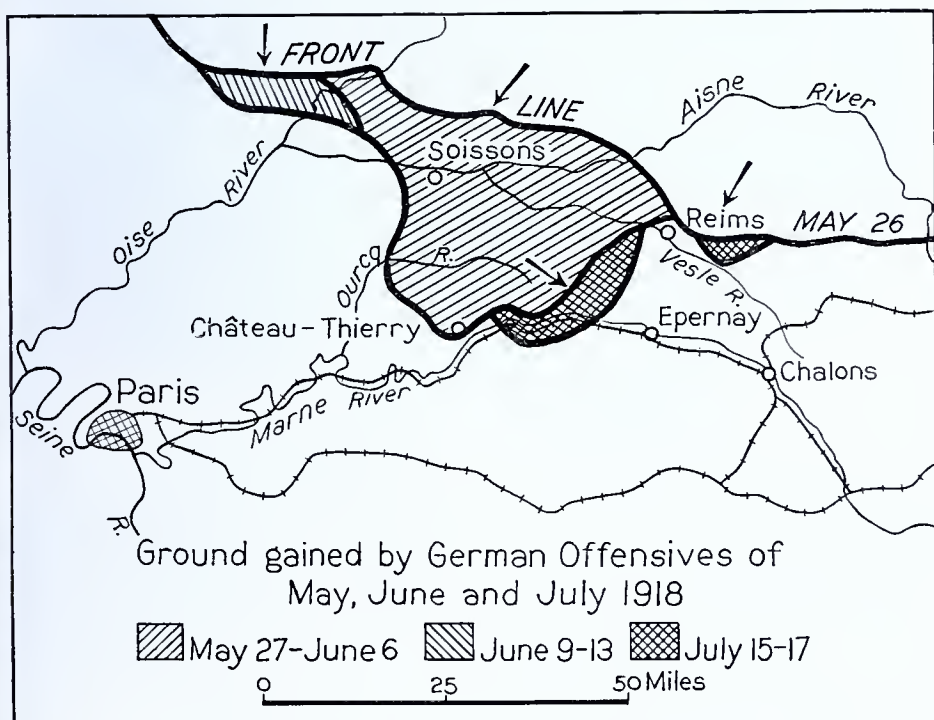 FRONT
LINE
Aisne River
Soissons
Oise River
Reims
MAY 26
Ourcq R.
Vesle R.
Château-Thierry
Epernay
Chalons
Paris
Marne River
Seine R.
Ground gained by German Offensives of
May, June and July 1918
May 27-June 6 June 9-13 July 15-17
0 25 50 Miles